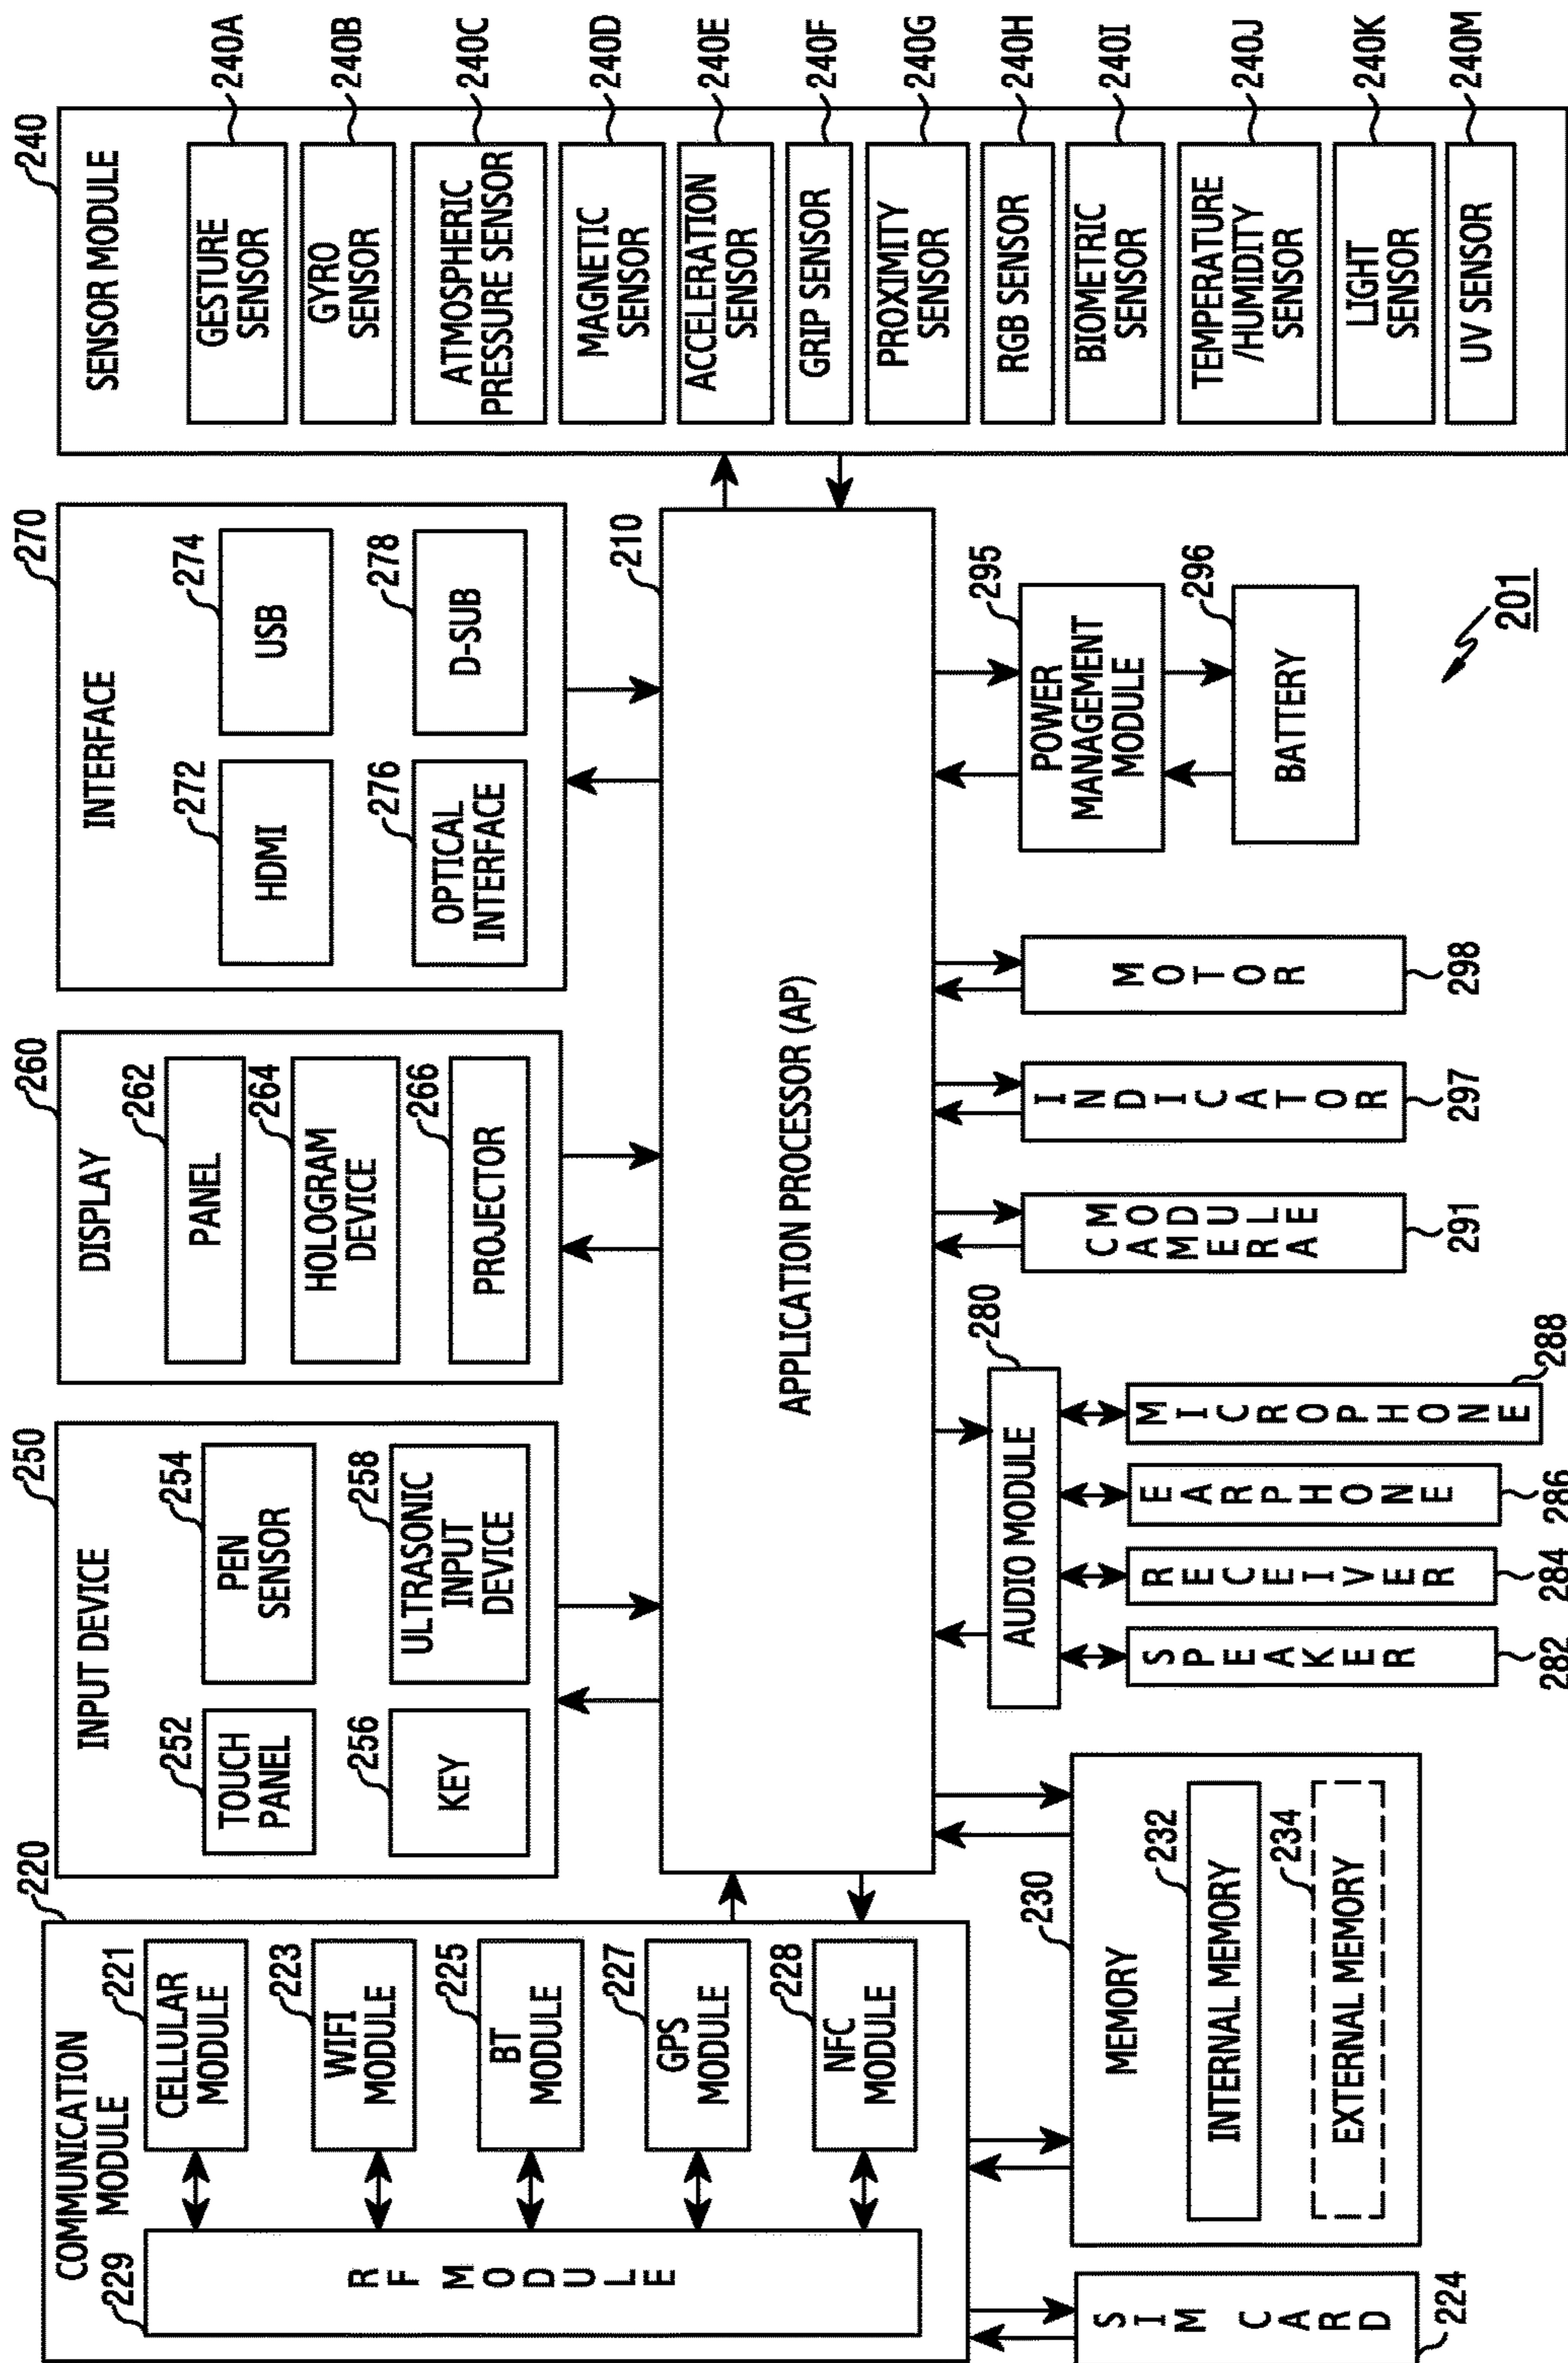 201
COMMUNICATION
MODULE
220
229
RF MODULE
221
CELLULAR
MODULE
223
WIFI
MODULE
225
BT
MODULE
227
GPS
MODULE
228
NFC
MODULE
SIM CARD
224
INPUT DEVICE
250
252
TOUCH
PANEL
254
PEN
SENSOR
256
KEY
258
ULTRASONIC
INPUT
DEVICE
DISPLAY
260
262
PANEL
264
HOLOGRAM
DEVICE
266
PROJECTOR
INTERFACE
270
272
HDMI
274
USB
276
OPTICAL
INTERFACE
278
D-SUB
SENSOR MODULE
240
GESTURE
SENSOR
240A
GYRO
SENSOR
240B
ATMOSPHERIC
PRESSURE SENSOR
240C
MAGNETIC
SENSOR
240D
ACCELERATION
SENSOR
240E
GRIP SENSOR
240F
PROXIMITY
SENSOR
240G
RGB SENSOR
240H
BIOMETRIC
SENSOR
240I
TEMPERATURE
/HUMIDITY
SENSOR
240J
LIGHT
SENSOR
240K
UV SENSOR
240M
APPLICATION PROCESSOR (AP)
210
MEMORY
230
232
INTERNAL MEMORY
234
EXTERNAL MEMORY
AUDIO MODULE
280
SPEAKER
282
RECEIVER
284
EARPHONE
286
MICROPHONE
288
CAMERA
MODULE
291
INDICATOR
297
MOTOR
298
POWER
MANAGEMENT
MODULE
295
BATTERY
296